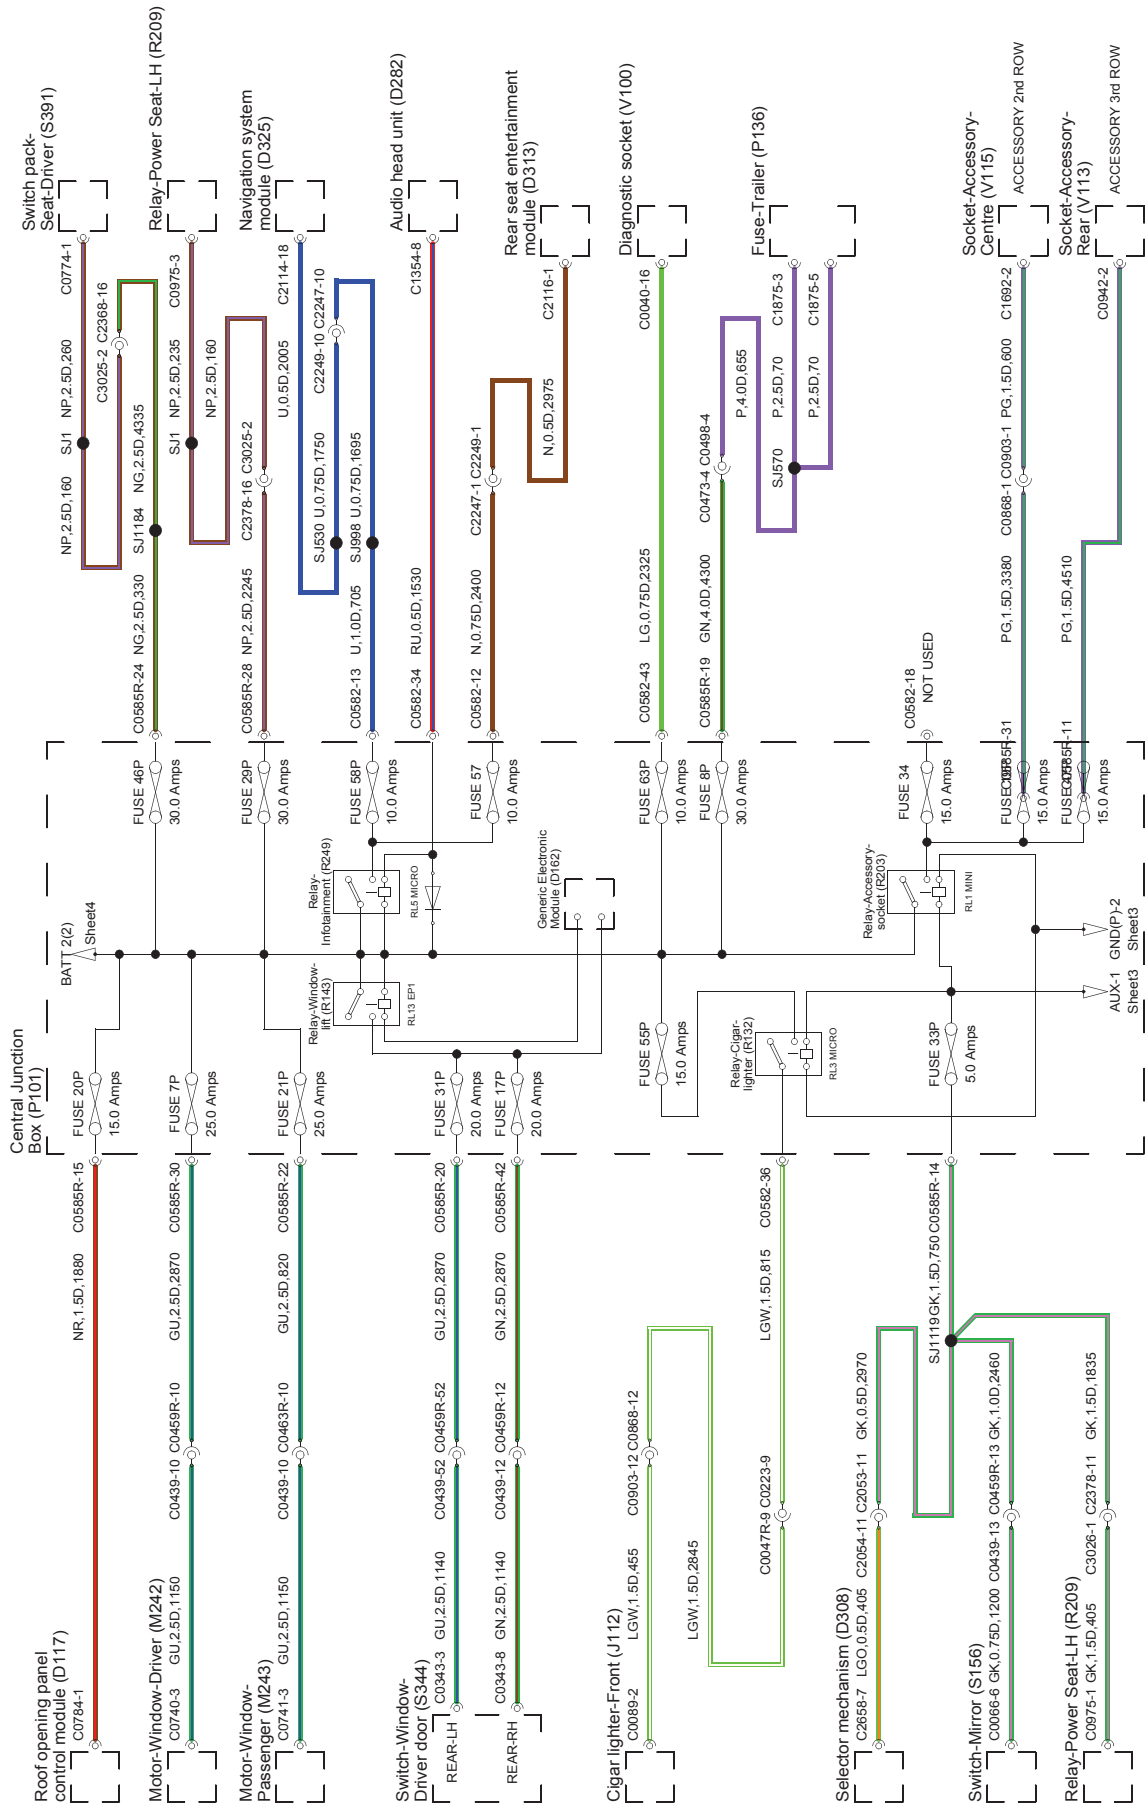 Switch pack-
Seat-Driver (S391)
C0774-1
NP,2.5D,260
SJ1
NP,2.5D,160
C3025-2 C2368-16
NG,2.5D,4335
SJ1184
NG,2.5D,330
C0585R-24
Relay-Power Seat-LH (R209)
C0975-3
NP,2.5D,235
SJ1
NP,2.5D,160
C2378-16 C3025-2
NP,2.5D,2245
C0585R-28
Navigation system
module (D325)
C2114-18
U,0.5D,2005
C2249-10 C2247-10
SJ530 U,0.75D,1750
SJ998 U,0.75D,1695
U,1.0D,705
C0582-13
Audio head unit (D282)
C1354-8
RU,0.5D,1530
C0582-34
Rear seat entertainment
module (D313)
C2116-1
N,0.5D,2975
C2247-1 C2249-1
N,0.75D,2400
C0582-12
Diagnostic socket (V100)
C0040-16
LG,0.75D,2325
C0582-43
Fuse-Trailer (P136)
C1875-3
C1875-5
P,4.0D,655
P,2.5D,70
P,2.5D,70
SJ570
C0473-4 C0498-4
GN,4.0D,4300
C0585R-19
C0582-18
NOT USED
Socket-Accessory-
Centre (V115)
ACCESSORY 2nd ROW
C1692-2
PG,1.5D,600
C0868-1 C0903-1
PG,1.5D,3380
Socket-Accessory-
Rear (V113)
ACCESSORY 3rd ROW
C0942-2
PG,1.5D,4510
Central Junction
Box (P101)
BATT 2(2)
Sheet4
FUSE 46P
30.0 Amps
FUSE 29P
30.0 Amps
FUSE 58P
10.0 Amps
FUSE 57
10.0 Amps
FUSE 63P
10.0 Amps
FUSE 8P
30.0 Amps
FUSE 34
15.0 Amps
15.0 Amps
15.0 Amps
Relay-
Infotainment (R249)
RL5 MICRO
Generic Electronic
Module (D162)
Relay-Accessory-
socket (R203)
RL1 MINI
Relay-Window-
lift (R143)
RL13 EP1
GND(P)-2
Sheet3
AUX-1
Sheet3
Relay-Cigar-
lighter (R132)
RL3 MICRO
FUSE 20P
15.0 Amps
FUSE 7P
25.0 Amps
FUSE 21P
25.0 Amps
FUSE 31P
20.0 Amps
FUSE 17P
20.0 Amps
FUSE 55P
15.0 Amps
FUSE 33P
5.0 Amps
C0585R-15
NR,1.5D,1880
C0784-1
Roof opening panel
control module (D117)
C0585R-30
GU,2.5D,2870
C0439-10 C0459R-10
GU,2.5D,1150
C0740-3
Motor-Window-Driver (M242)
C0585R-22
GU,2.5D,820
C0439-10 C0463R-10
GU,2.5D,1150
C0741-3
Motor-Window-
Passenger (M243)
C0585R-20
GU,2.5D,2870
C0439-52 C0459R-52
GU,2.5D,1140
C0343-3
REAR-LH
C0585R-42
GN,2.5D,2870
C0439-12 C0459R-12
GN,2.5D,1140
C0343-8
REAR-RH
Switch-Window-
Driver door (S344)
C0582-36
LGW,1.5D,815
C0047R-9 C0223-9
LGW,1.5D,2845
C0903-12 C0868-12
LGW,1.5D,455
C0089-2
Cigar lighter-Front (J112)
SJ1119 GK,1.5D,750 C0585R-14
GK,0.5D,2970
C2054-11 C2053-11
LGO,0.5D,405
C2658-7
Selector mechanism (D308)
GK,1.0D,2460
C0439-13 C0459R-13
GK,0.75D,1200
C0066-6
Switch-Mirror (S156)
GK,1.5D,1835
C3026-1 C2378-11
GK,1.5D,405
C0975-1
Relay-Power Seat-LH (R209)